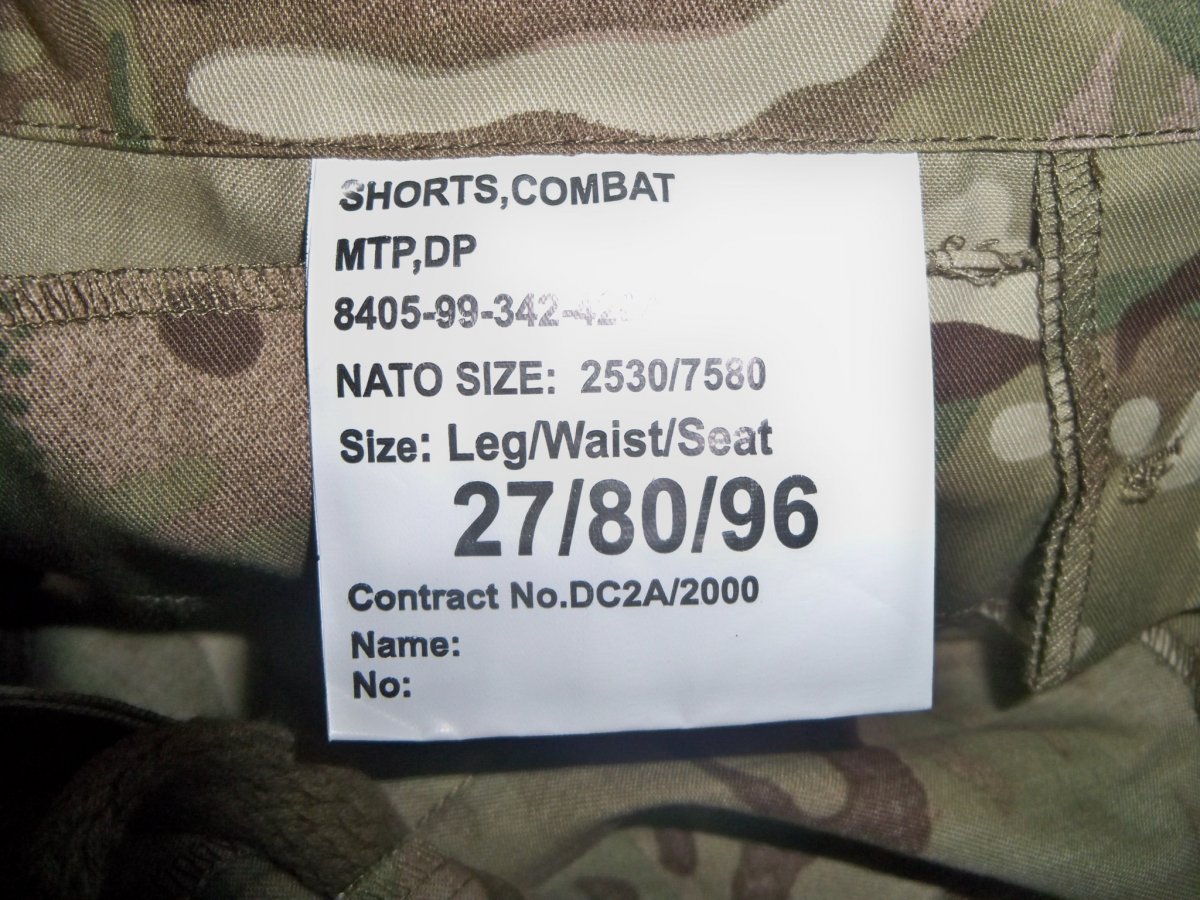 SHORTS,COMBAT
MTP,DP
8405-99-342-
NATO SIZE: 2530/7580
Size: Leg/Waist/Seat
27/80/96
Contract No.DC2A/2000
Name:
No: